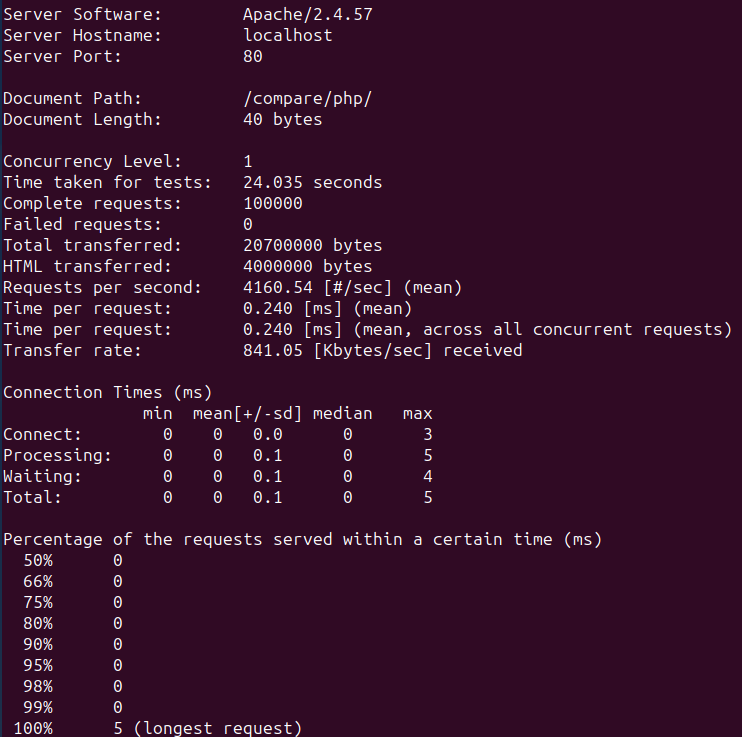 Server Software:        Apache/2.4.57
Server Hostname:        localhost
Server Port:            80

Document Path:          /compare/php/
Document Length:        40 bytes

Concurrency Level:      1
Time taken for tests:   24.035 seconds
Complete requests:      100000
Failed requests:        0
Total transferred:      20700000 bytes
HTML transferred:       4000000 bytes
Requests per second:    4160.54 [#/sec] (mean)
Time per request:       0.240 [ms] (mean)
Time per request:       0.240 [ms] (mean, across all concurrent requests)
Transfer rate:          841.05 [Kbytes/sec] received

Connection Times (ms)
              min  mean[+/-sd] median   max
Connect:        0    0   0.0      0       3
Processing:     0    0   0.1      0       5
Waiting:        0    0   0.1      0       4
Total:          0    0   0.1      0       5

Percentage of the requests served within a certain time (ms)
  50%      0
  66%      0
  75%      0
  80%      0
  90%      0
  95%      0
  98%      0
  99%      0
 100%      5 (longest request)